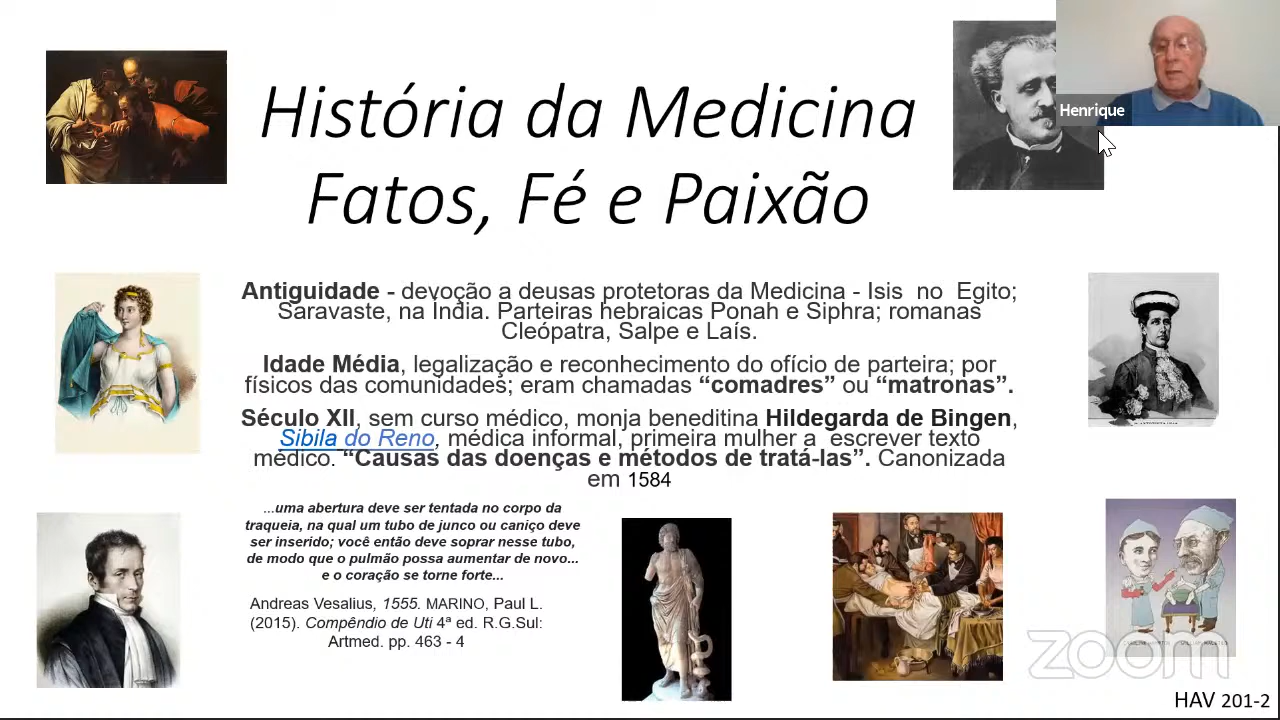 História da Medicina
Fatos, Fé e Paixão
Henrique
Antiguidade - devoção a deusas protetoras da Medicina - Isis no Egito;
Saravaste, na Índia. Parteiras hebraicas Ponah e Siphra; romanas
Cleópatra, Salpe e Laís.
Idade Média, legalização e reconhecimento do ofício de parteira; por
físicos das comunidades; eram chamadas “comadres” ou “matronas”.
Século XII, sem curso médico, monja beneditina Hildegarda de Bingen,
Sibila do Reno, médica informal, primeira mulher a escrever texto
médico. “Causas das doenças e métodos de tratá-las”. Canonizada
em 1584
...uma abertura deve ser tentada no corpo da
traqueia, na qual um tubo de junco ou caniço deve
ser inserido; você então deve soprar nesse tubo,
de modo que o pulmão possa aumentar de novo...
e o coração se torne forte...
Andreas Vesalius, 1555. MARINO, Paul L.
(2015). Compêndio de Uti 4ª ed. R.G.Sul:
Artmed. pp. 463 - 4
zoom
HAV 201-2